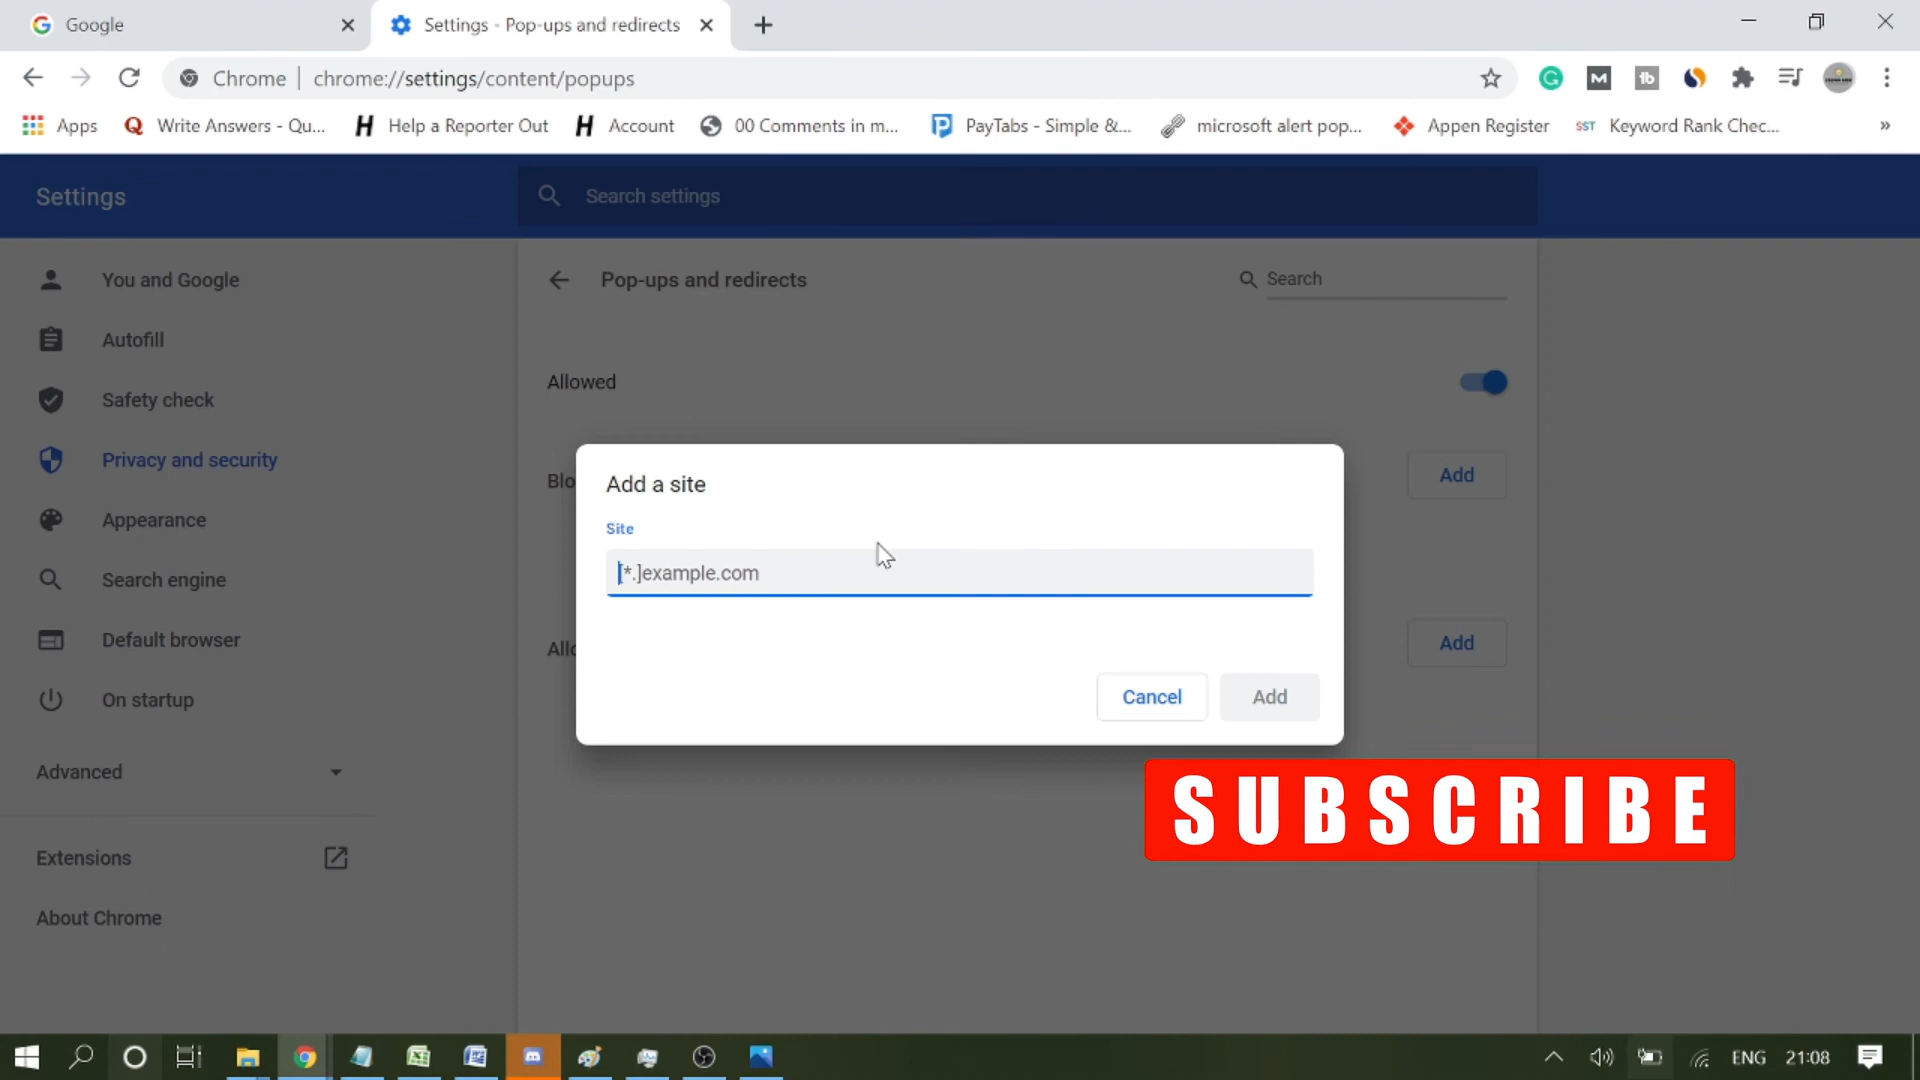 Google
Settings - Pop-ups and redirects
Chrome
chrome://settings/content/popups
Apps
Write Answers - Qu...
Help a Reporter Out
Account
00 Comments in m...
PayTabs - Simple &...
microsoft alert pop...
Appen Register
SST
Keyword Rank Chec...
»
Settings
Search settings
You and Google
Autofill
Safety check
Privacy and security
Appearance
Search engine
Default browser
On startup
Advanced
Extensions
About Chrome
Pop-ups and redirects
Search
Allowed
Blo
Add
Allo
Add
Add a site
Site
[*.]example.com
Cancel
Add
SUBSCRIBE
ENG
21:08